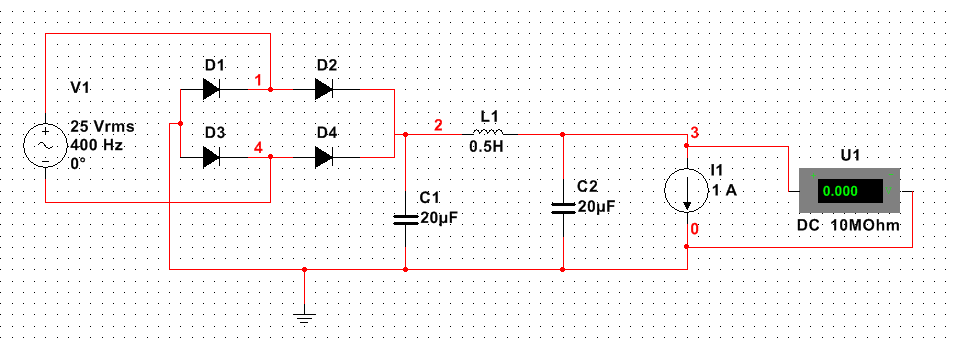 D1
1
D2
V1
25 Vrms
400 Hz
0°
D3
4
D4
2
L1
0.5H
3
C1
20µF
C2
20µF
I1
1 A
0
U1
0.000
DC 10MOhm